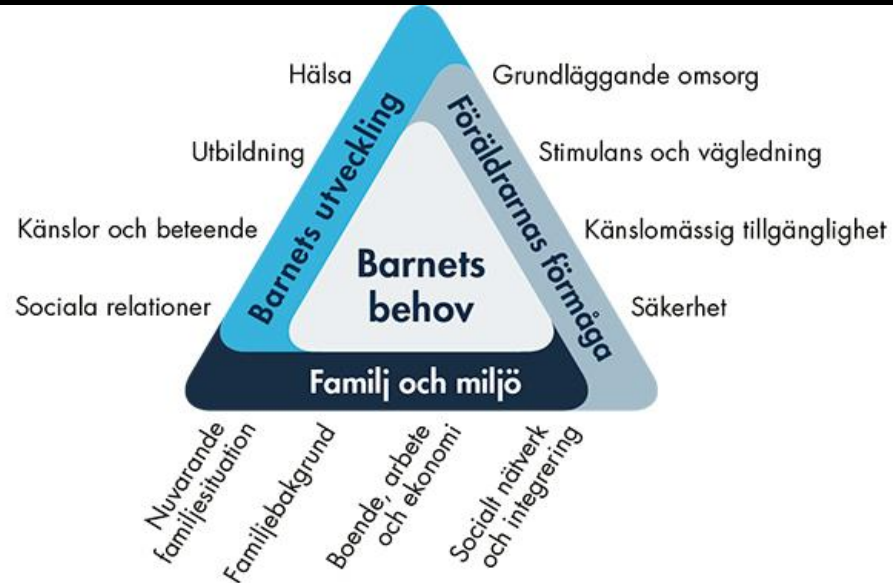 Hälsa
Utbildning
Känslor och beteende
Sociala relationer
Barnets utveckling
Grundläggande omsorg
Stimulans och vägledning
Känslomässig tillgänglighet
Säkerhet
Föräldrarnas förmåga
Barnets
behov
Familj och miljö
Nuvarande
familjesituation
Familjebakgrund
Boende, arbete
och ekonomi
Socialt nätverk
och integrering